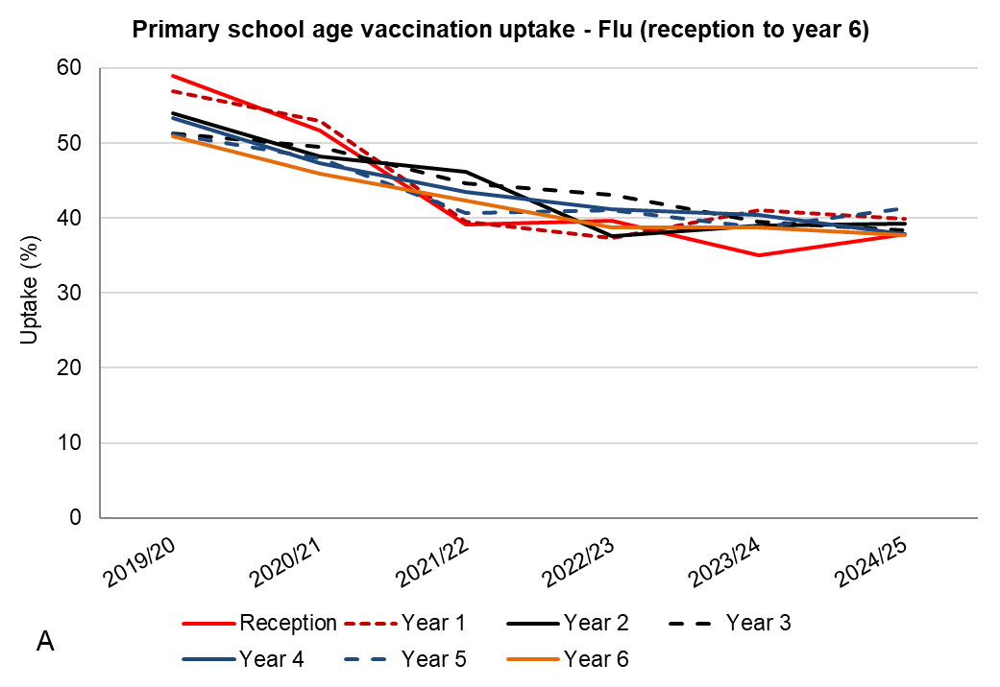 Primary school age vaccination uptake - Flu (reception to year 6)
60
50
40
30
20
10
0
Uptake (%)
2019/20
2020/21
2021/22
2022/23
2023/24
2024/25
Reception
Year 1
Year 2
Year 3
Year 4
Year 5
Year 6
A